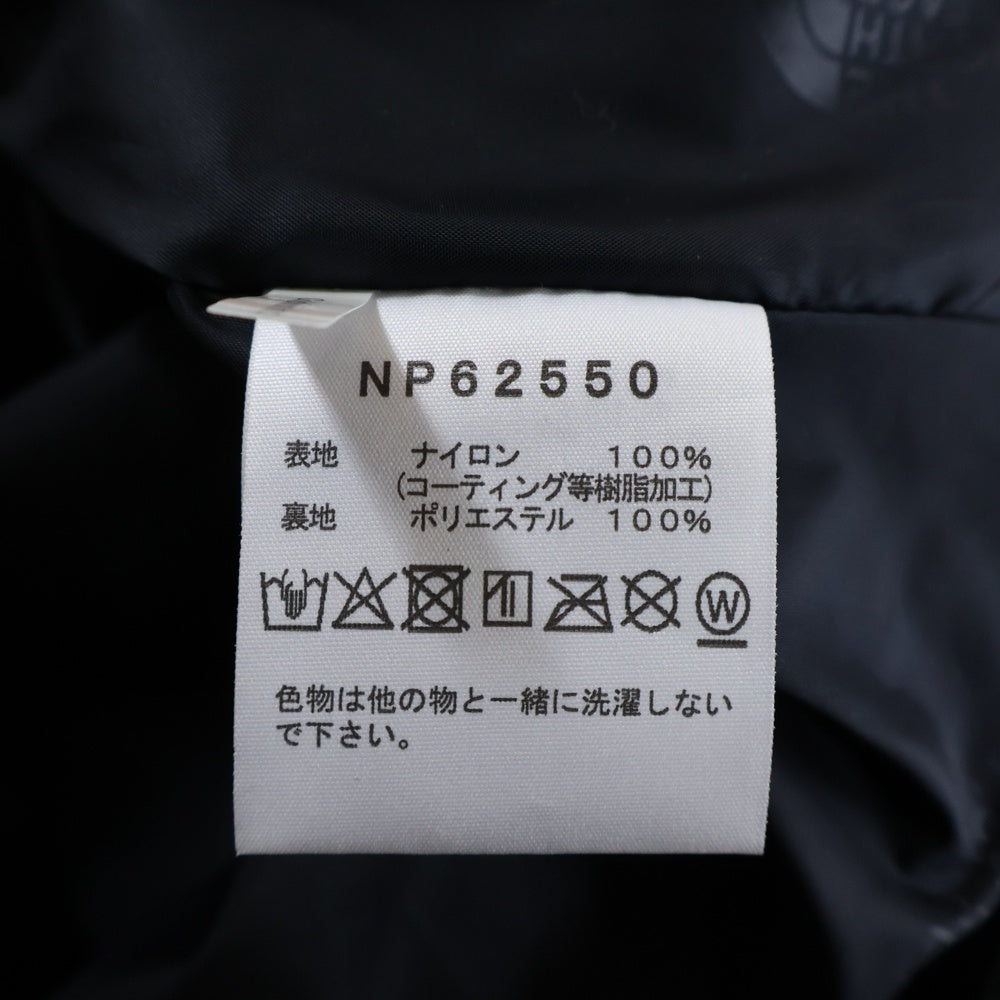 NP62550
表地 ナイロン 100%
(コーティング等樹脂加工)
裏地 ポリエステル 100%
W
色物は他の物と一緒に洗濯しない
で下さい。